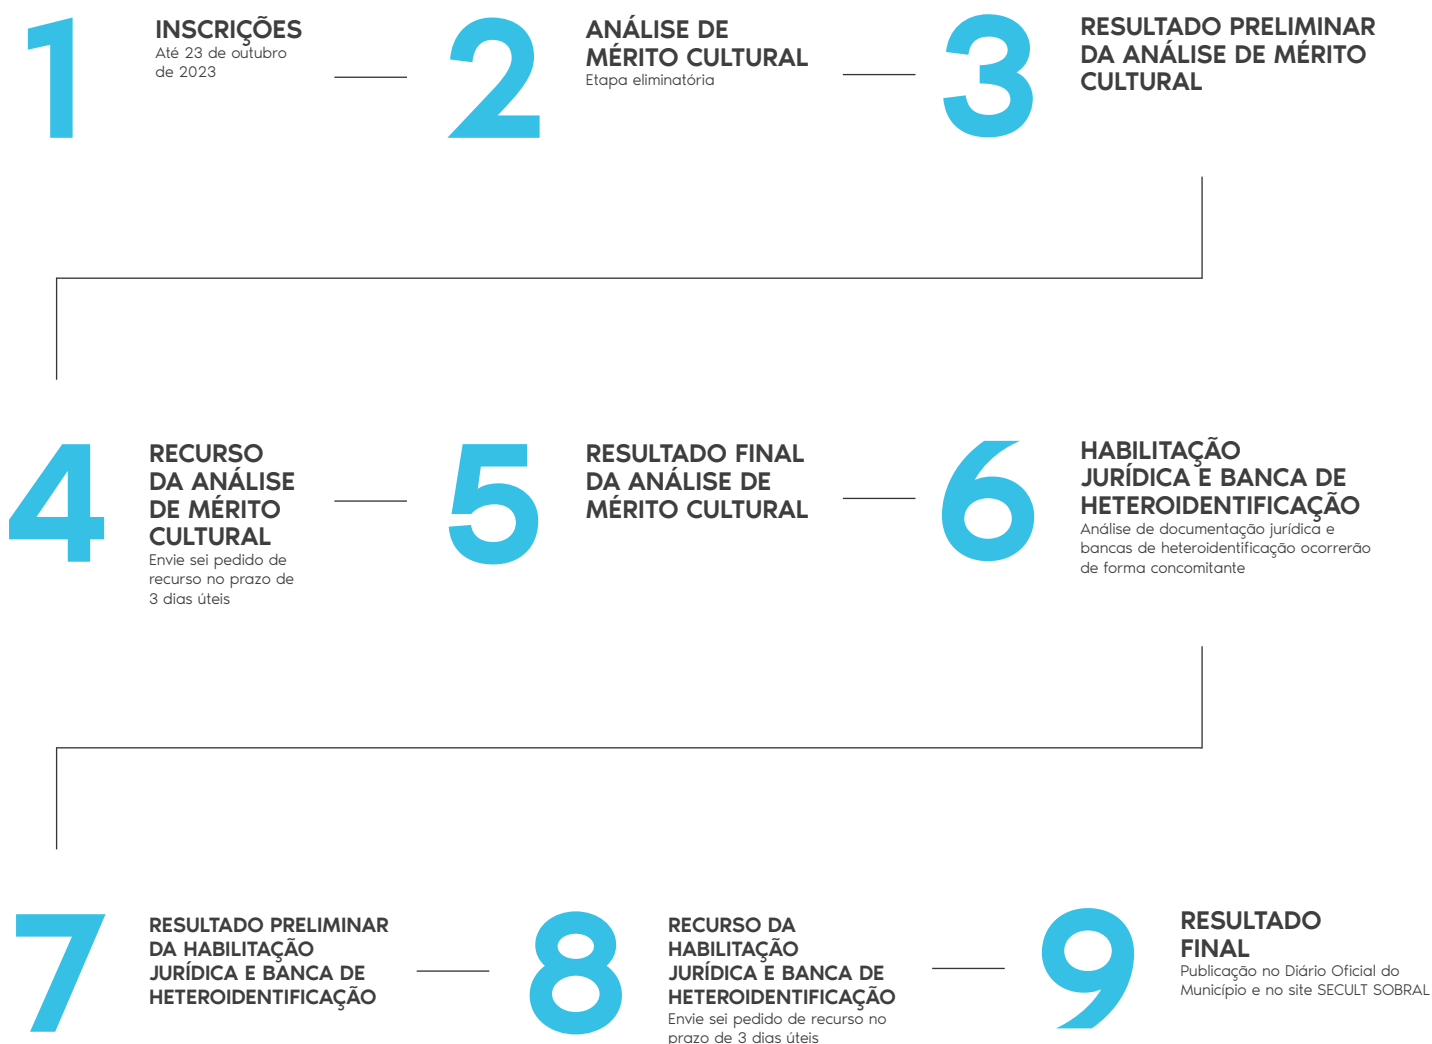 1
INSCRIÇÕES
Até 23 de outubro
de 2023
2
ANÁLISE DE
MÉRITO CULTURAL
Etapa eliminatória
3
RESULTADO PRELIMINAR
DA ANÁLISE DE MÉRITO
CULTURAL
4
RECURSO
DA ANÁLISE
DE MÉRITO
CULTURAL
Envie sei pedido de
recurso no prazo de
3 dias úteis
5
RESULTADO FINAL
DA ANÁLISE DE
MÉRITO CULTURAL
6
HABILITAÇÃO
JURÍDICA E BANCA DE
HETEROIDENTIFICAÇÃO
Análise de documentação jurídica e
bancas de heteroidentificação ocorrerão
de forma concomitante
7
RESULTADO PRELIMINAR
DA HABILITAÇÃO
JURÍDICA E BANCA DE
HETEROIDENTIFICAÇÃO
8
RECURSO DA
HABILITAÇÃO
JURÍDICA E BANCA DE
HETEROIDENTIFICAÇÃO
Envie sei pedido de recurso no
prazo de 3 dias úteis
9
RESULTADO
FINAL
Publicação no Diário Oficial do
Município e no site SECULT SOBRAL